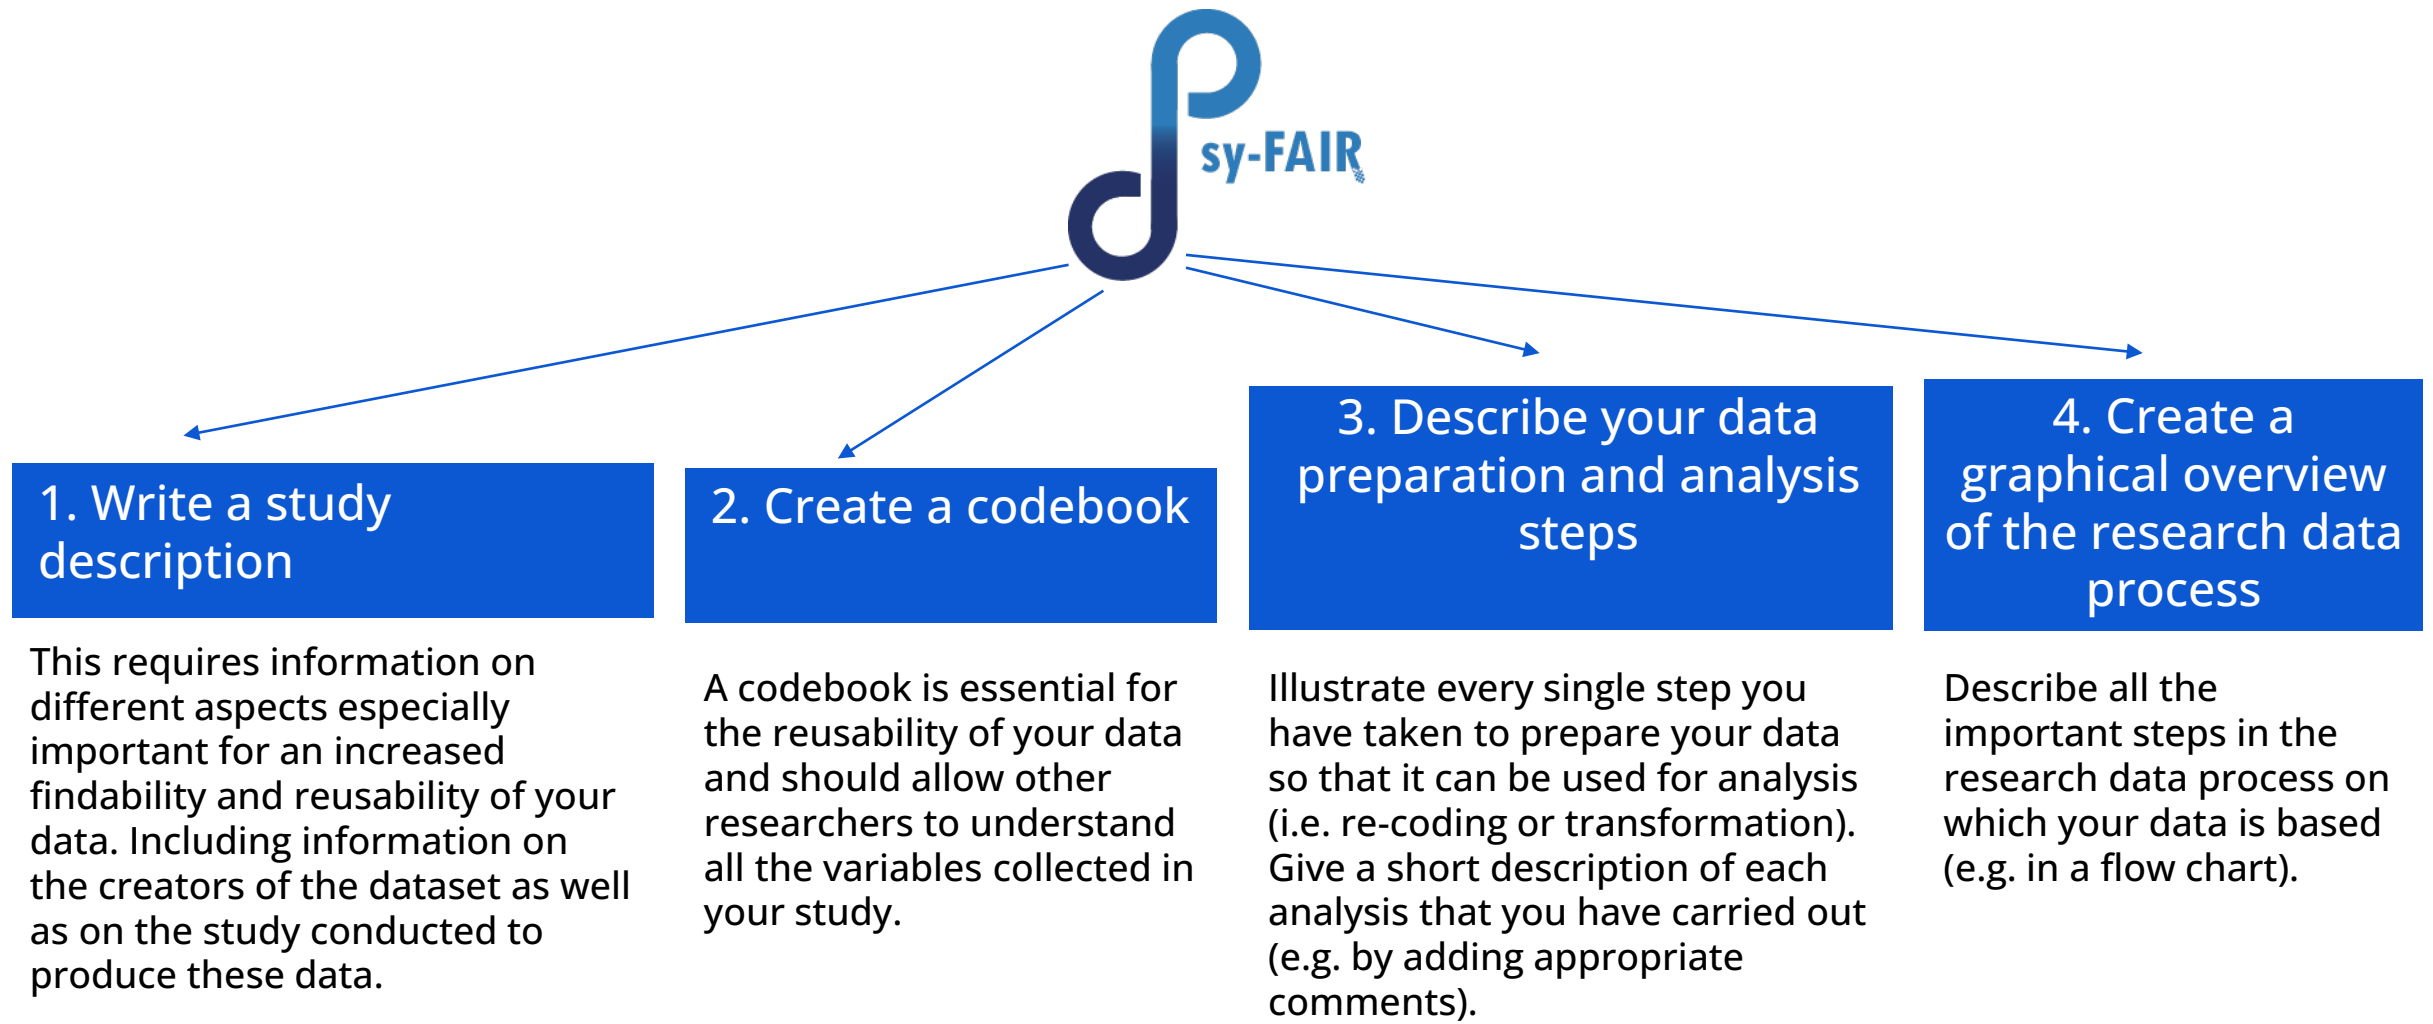 Psy-FAIR
1. Write a study
description
This requires information on
different aspects especially
important for an increased
findability and reusability of your
data. Including information on
the creators of the dataset as well
as on the study conducted to
produce these data.
2. Create a codebook
A codebook is essential for
the reusability of your data
and should allow other
researchers to understand
all the variables collected in
your study.
3. Describe your data
preparation and analysis
steps
Illustrate every single step you
have taken to prepare your data
so that it can be used for analysis
(i.e. re-coding or transformation).
Give a short description of each
analysis that you have carried out
(e.g. by adding appropriate
comments).
4. Create a
graphical overview
of the research data
process
Describe all the
important steps in the
research data process on
which your data is based
(e.g. in a flow chart).